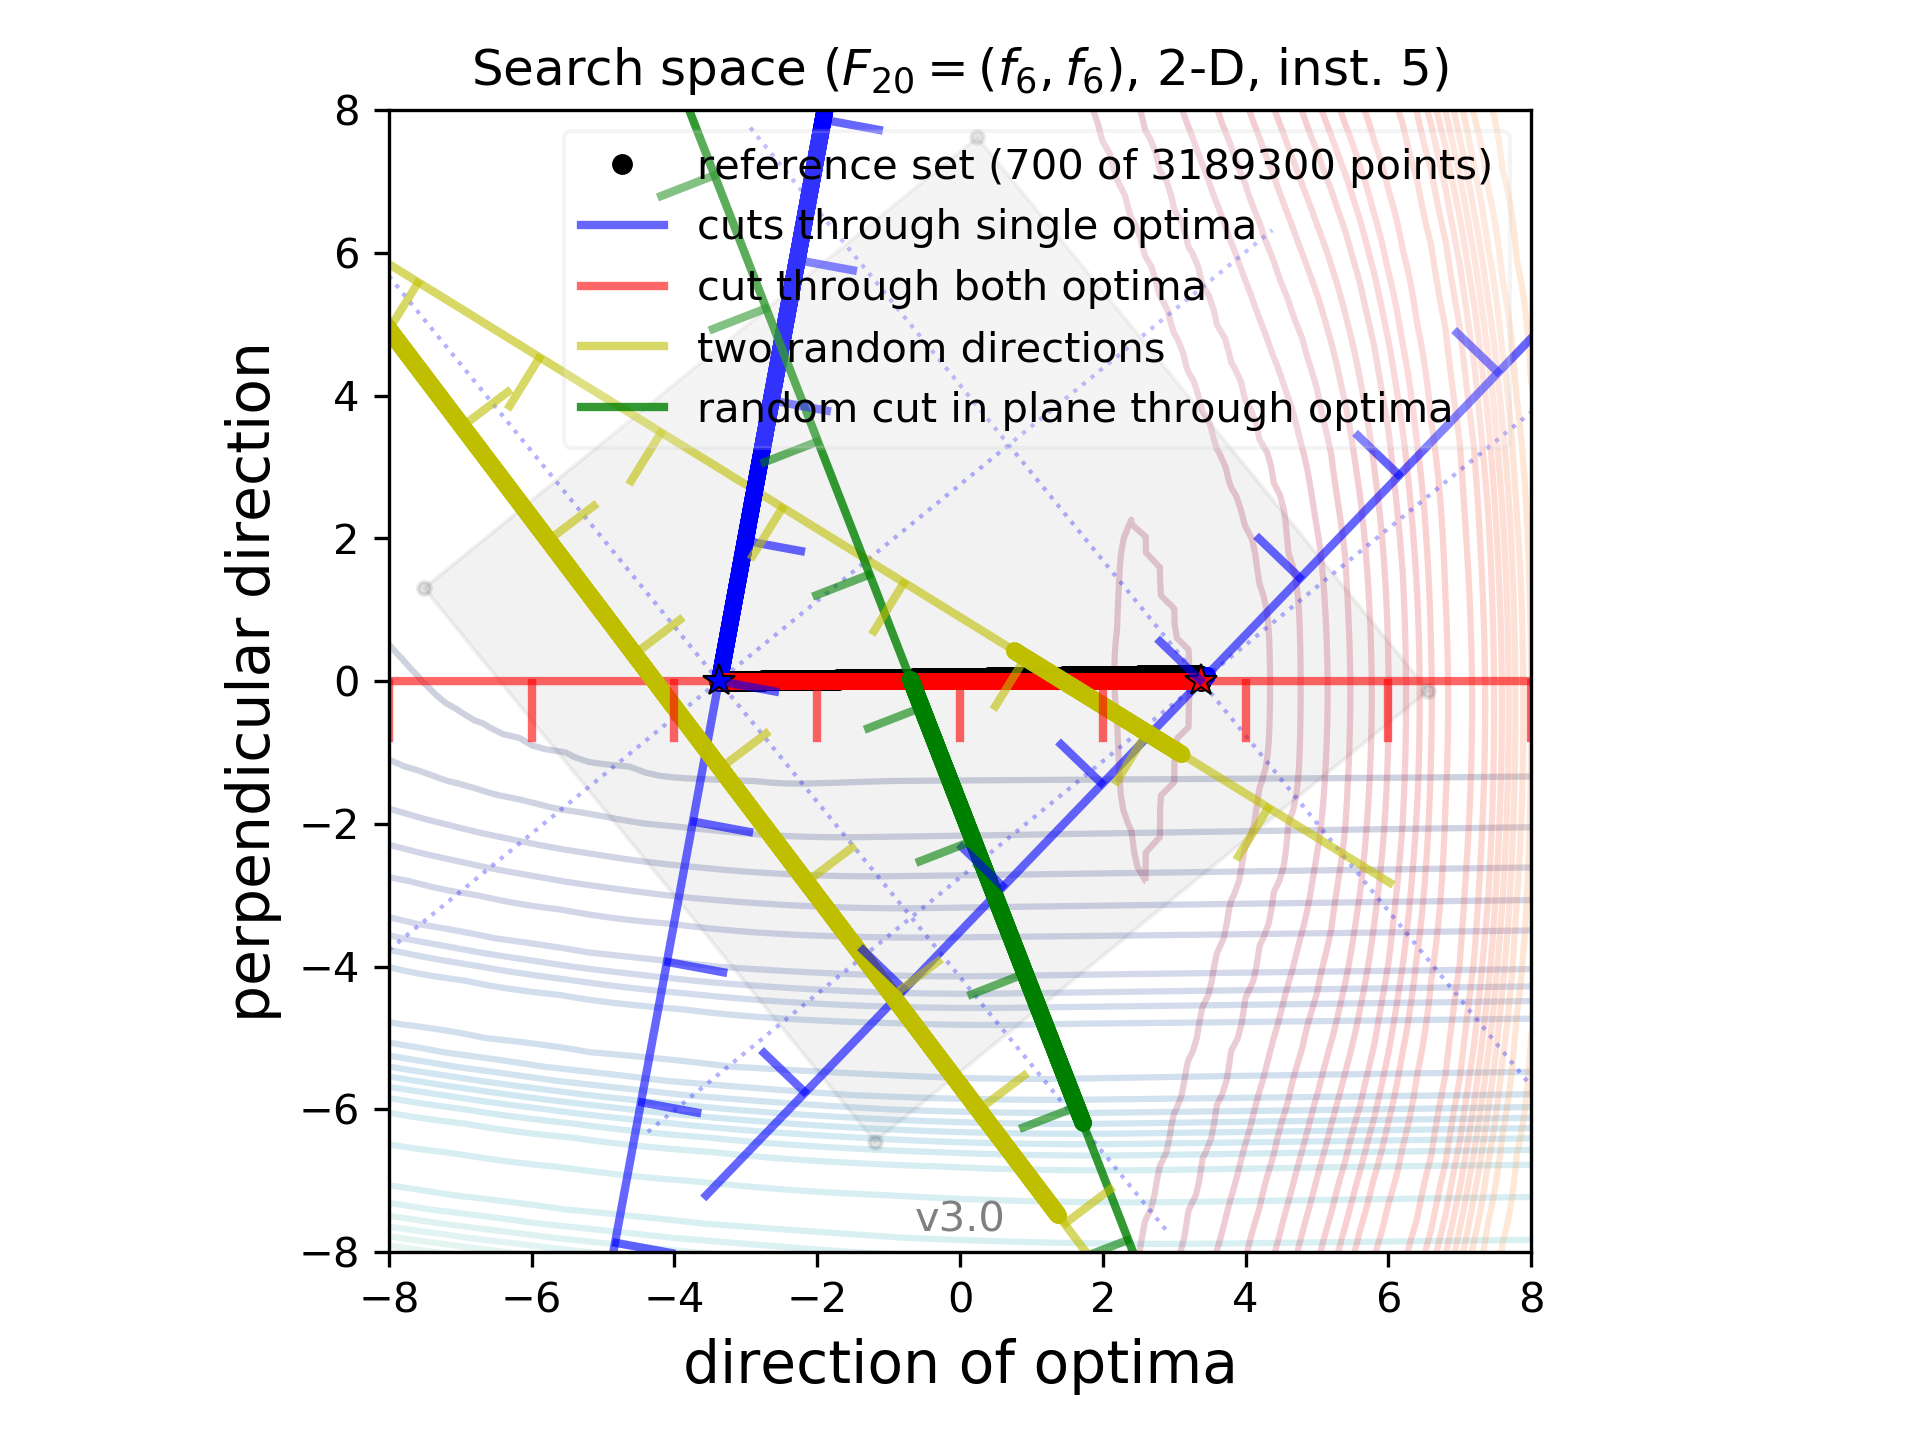 Search space (F₂₀ = (f₆, f₆), 2-D, inst. 5)
reference set (700 of 3189300 points)
cuts through single optima
cut through both optima
two random directions
random cut in plane through optima
8
6
4
2
0
−2
−4
−6
−8
perpendicular direction
v3.0
−8 −6 −4 −2 0 2 4 6 8
direction of optima